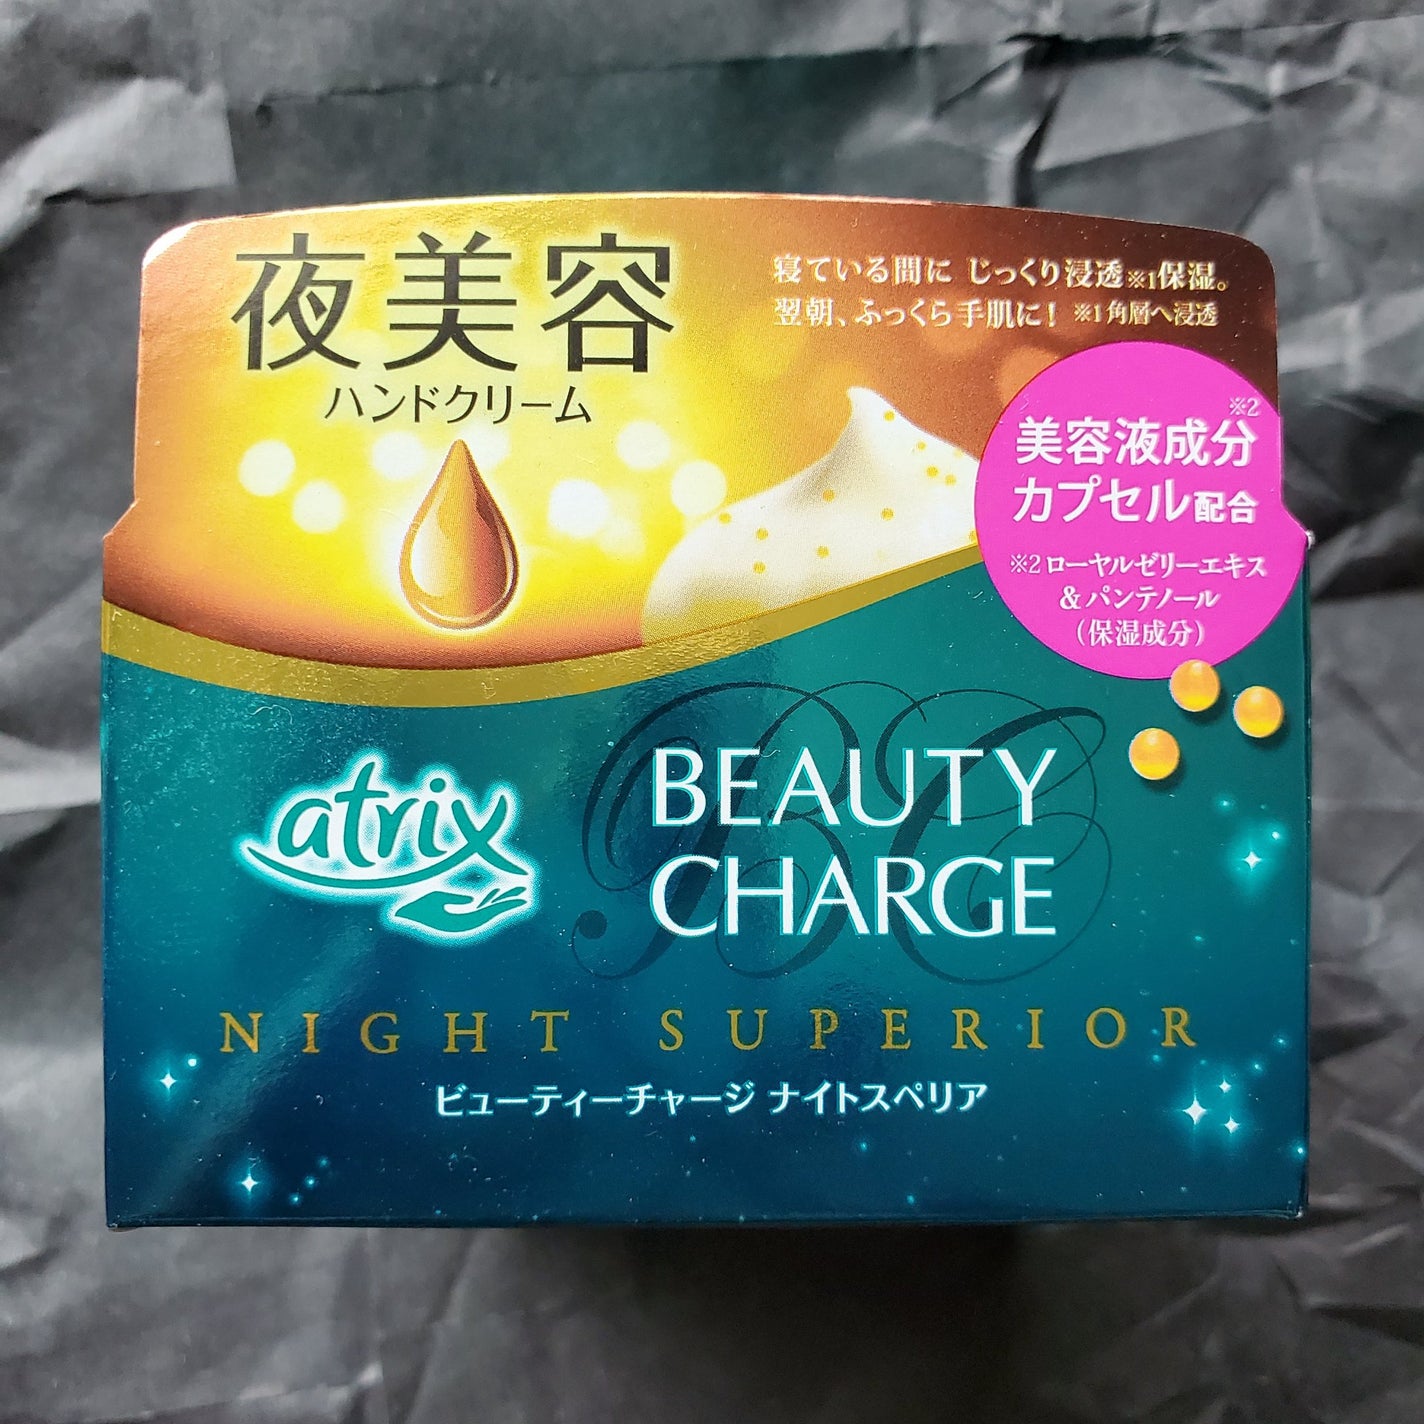 夜美容
ハンドクリーム
寝ている間に じっくり浸透※1保湿。
翌朝、ふっくら手肌に! ※1角層へ浸透
※2
美容液成分
カプセル配合
※2ローヤルゼリーエキス
&パンテノール
(保湿成分)
atrix
BEAUTY
CHARGE
BC
NIGHT SUPERIOR
ビューティーチャージ ナイトスペリア